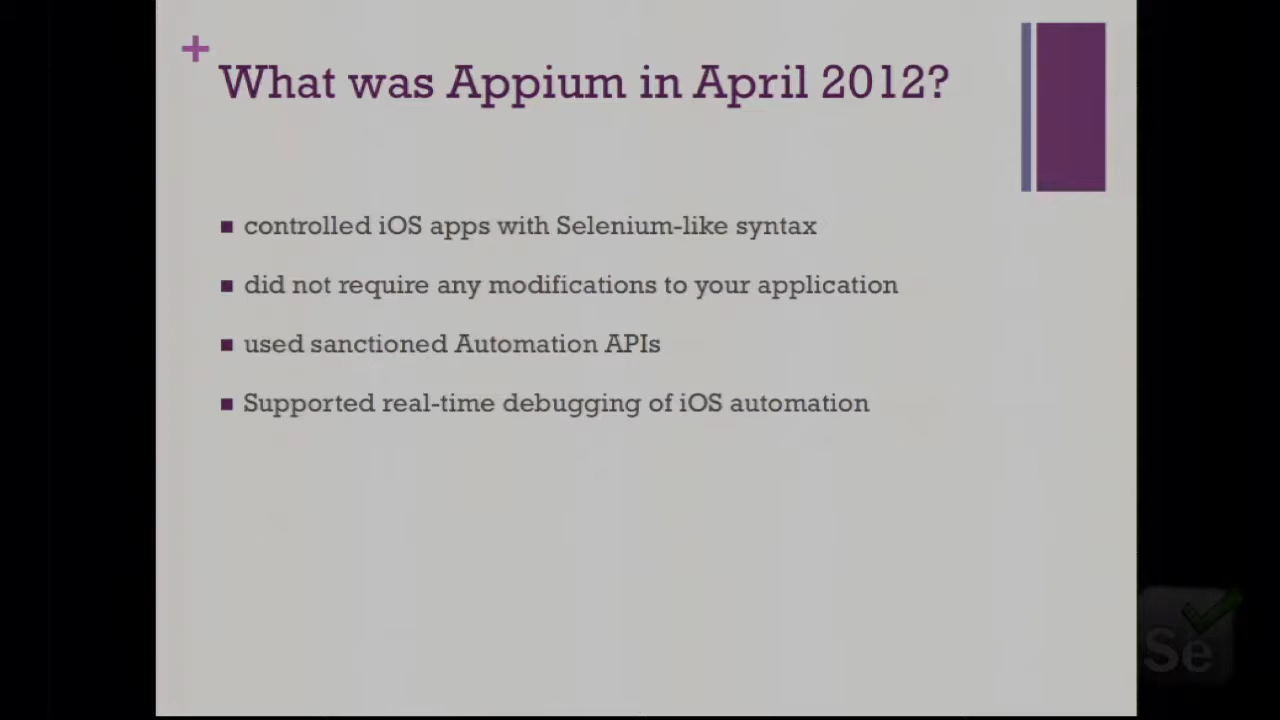 +
What was Appium in April 2012?
controlled iOS apps with Selenium-like syntax
did not require any modifications to your application
used sanctioned Automation APIs
Supported real-time debugging of iOS automation
Se